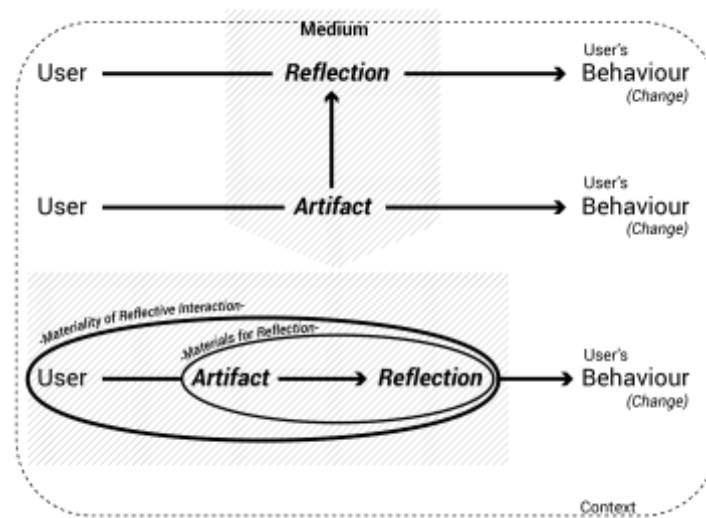 Medium
User Reflection User's
Behaviour
(Change)
User Artifact User's
Behaviour
(Change)
-Materiality of Reflective Interaction-
-Materials for Reflection-
User Artifact Reflection User's
Behaviour
(Change)
Context